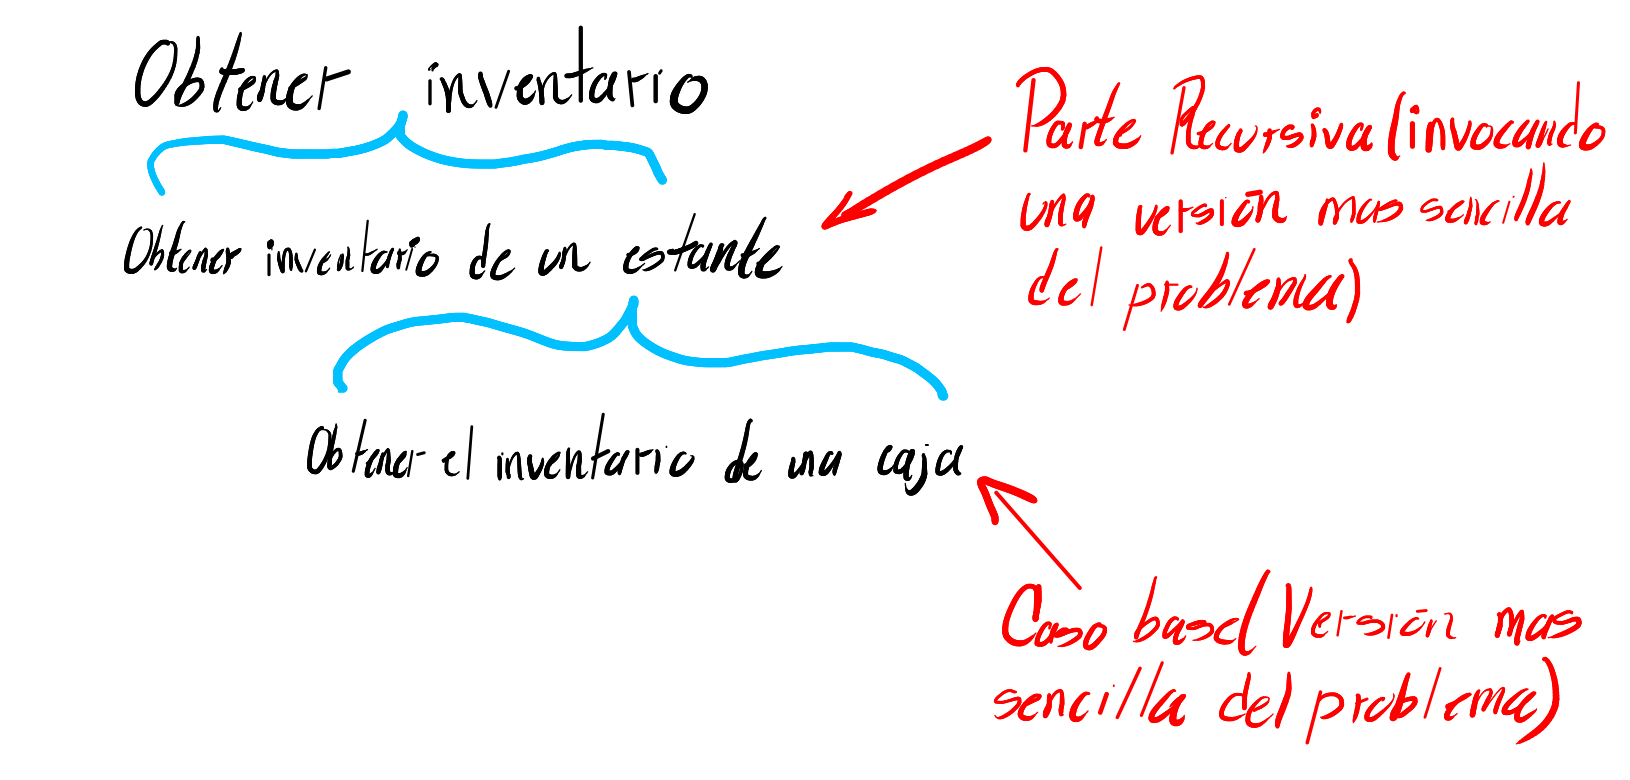 Obtener inventario
Parte Recursiva (invocando
una versión mas sencilla
del problema)
Obtener inventario de un estante
Obtener el inventario de una caja
Caso base (Versión mas
sencilla del problema)